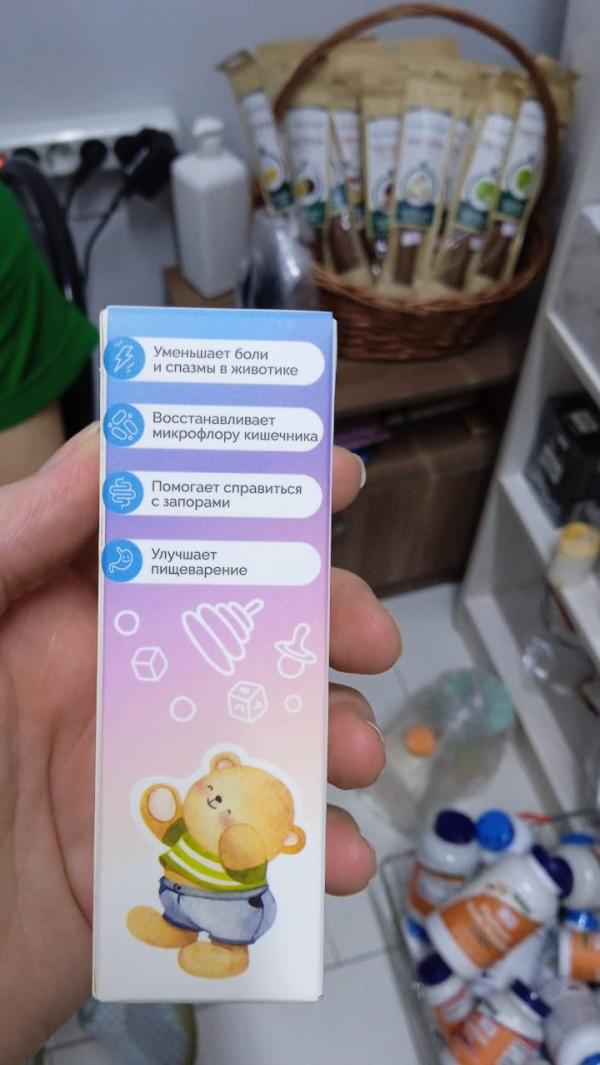 Уменьшает боли
и спазмы в животике
Восстанавливает
микрофлору кишечника
Помогает справиться
с запорами
Улучшает
пищеварение